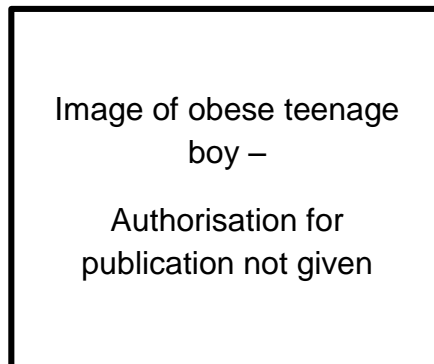 Image of obese teenage
boy –
Authorisation for
publication not given